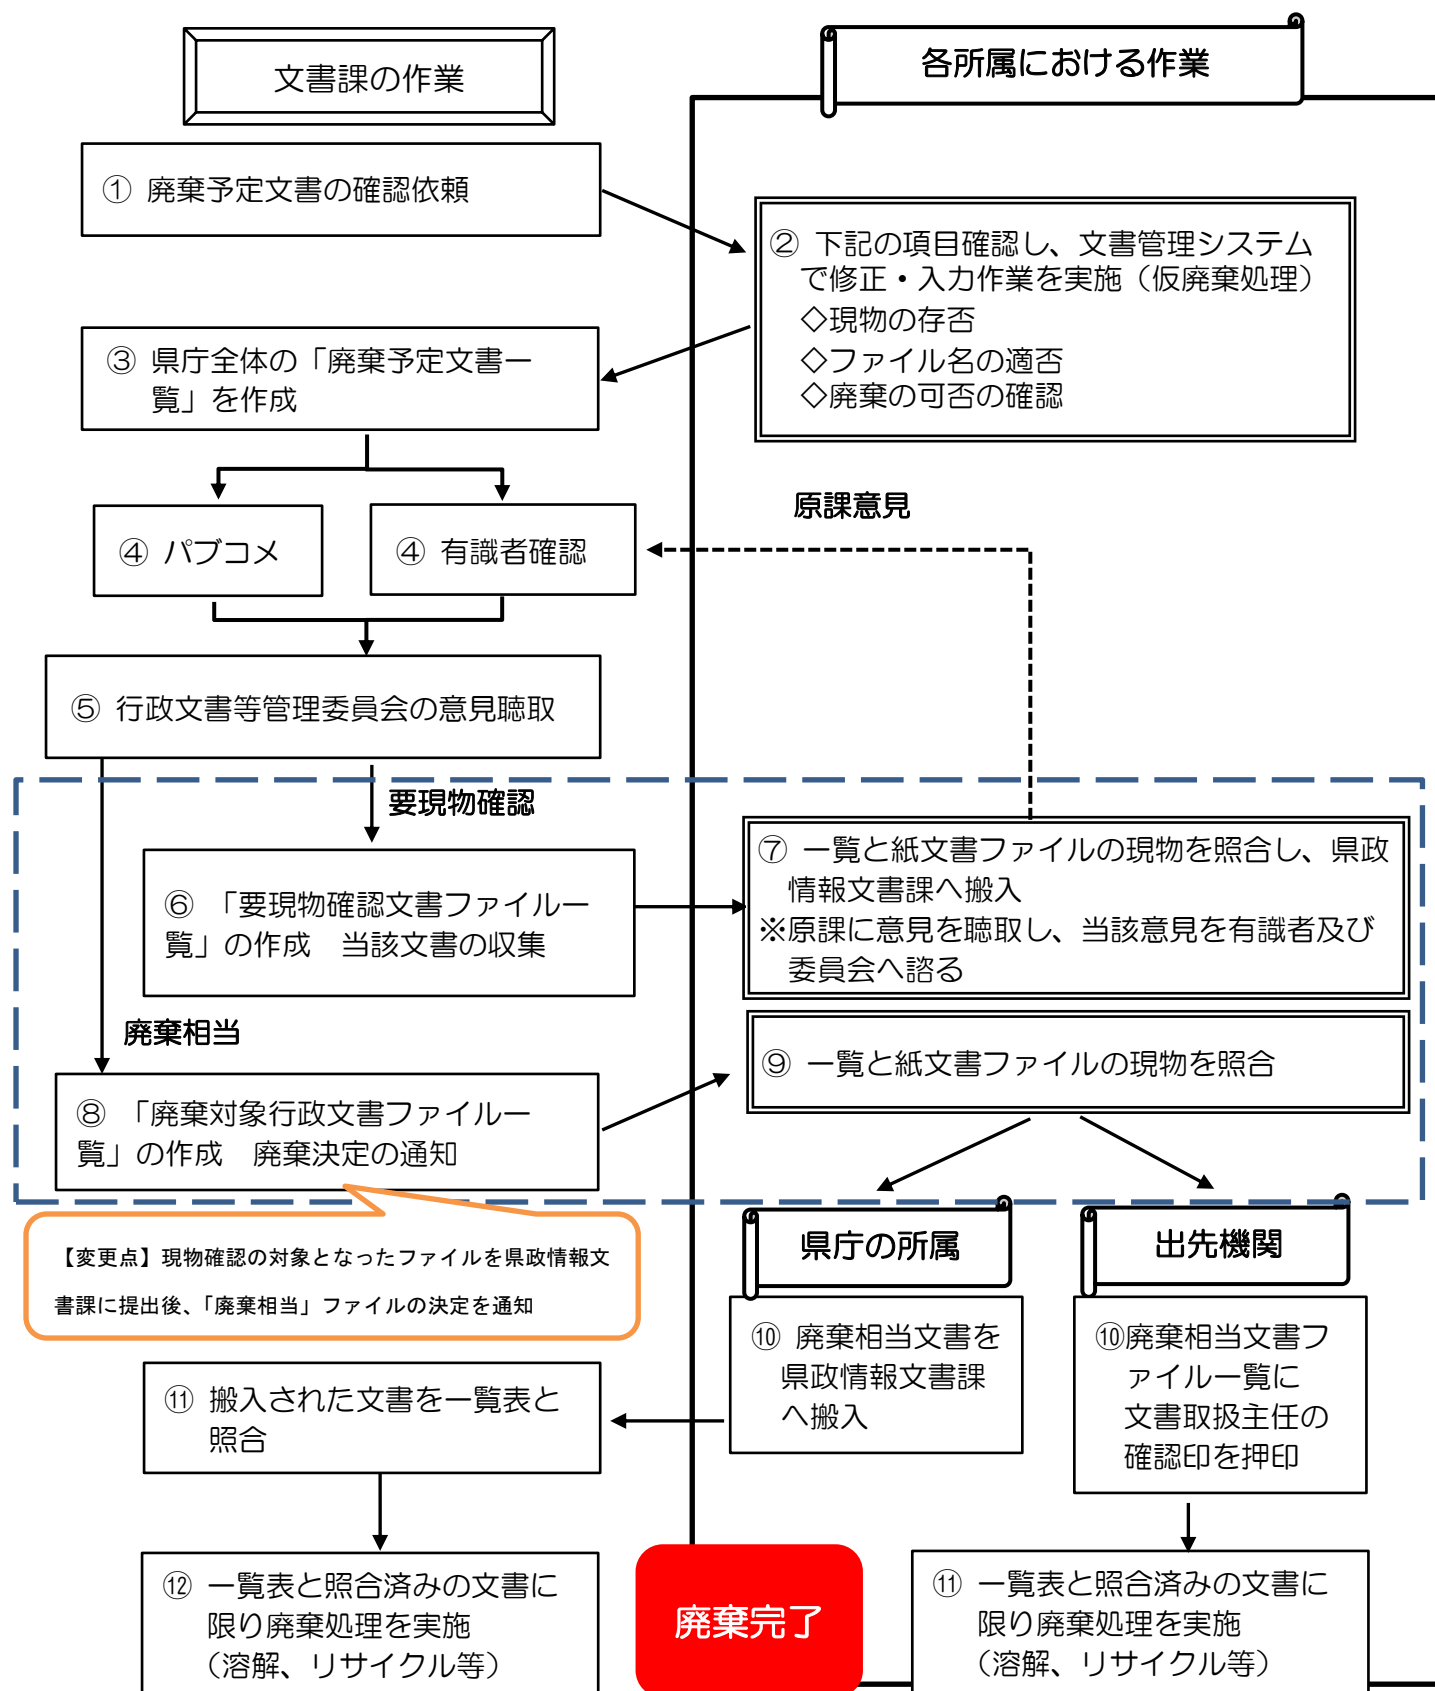 文書課の作業
各所属における作業
① 廃棄予定文書の確認依頼
② 下記の項目確認し、文書管理システム
で修正・入力作業を実施（仮廃棄処理）
◇現物の存否
◇ファイル名の適否
◇廃棄の可否の確認
③ 県庁全体の「廃棄予定文書一
覧」を作成
④ パブコメ
④ 有識者確認
原課意見
⑤ 行政文書等管理委員会の意見聴取
要現物確認
⑥ 「要現物確認文書ファイル一
覧」の作成　当該文書の収集
⑦ 一覧と紙文書ファイルの現物を照合し、県政
情報文書課へ搬入
※原課に意見を聴取し、当該意見を有識者及び
委員会へ諮る
廃棄相当
⑧ 「廃棄対象行政文書ファイル一
覧」の作成　廃棄決定の通知
⑨ 一覧と紙文書ファイルの現物を照合
【変更点】現物確認の対象となったファイルを県政情報文
書課に提出後、「廃棄相当」ファイルの決定を通知
県庁の所属
出先機関
⑩ 廃棄相当文書を
県政情報文書課
へ搬入
⑩廃棄相当文書フ
ァイル一覧に
文書取扱主任の
確認印を押印
⑪ 搬入された文書を一覧表と
照合
⑫ 一覧表と照合済みの文書に
限り廃棄処理を実施
（溶解、リサイクル等）
廃棄完了
⑪ 一覧表と照合済みの文書に
限り廃棄処理を実施
（溶解、リサイクル等）